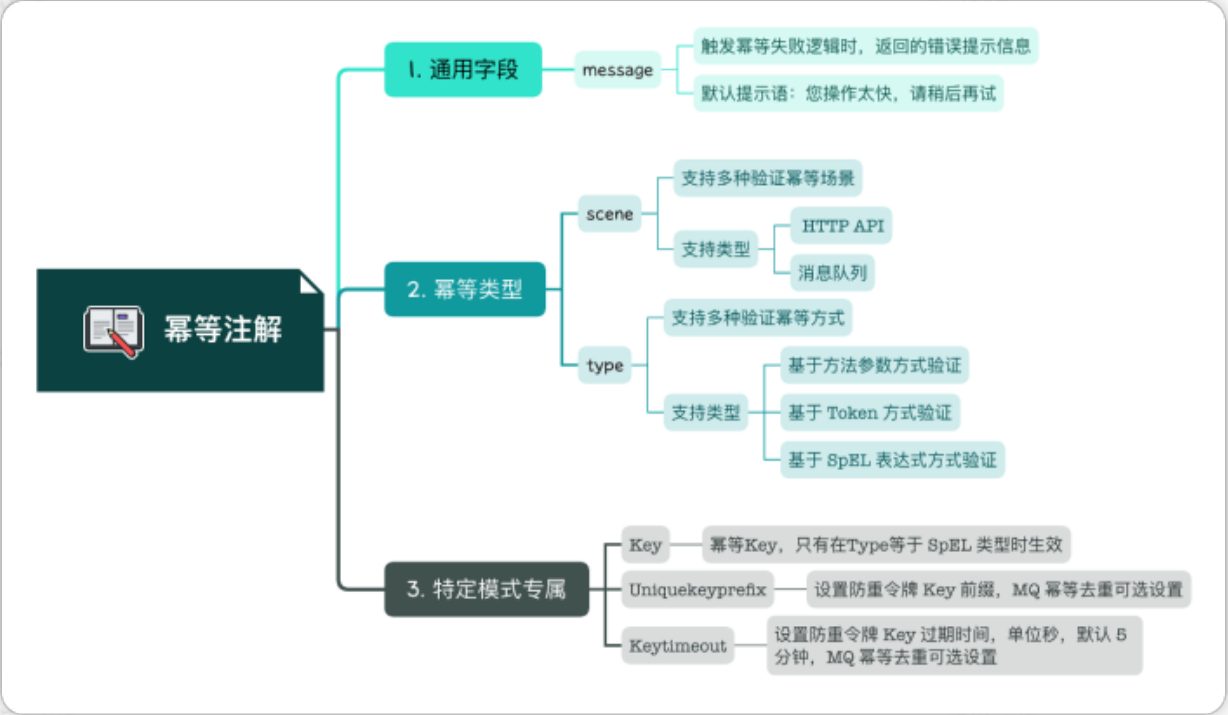 幂等注解
1. 通用字段
message
触发幂等失败逻辑时，返回的错误提示信息
默认提示语：您操作太快，请稍后再试
2. 幂等类型
scene
支持多种验证幂等场景
支持类型
HTTP API
消息队列
type
支持多种验证幂等方式
支持类型
基于方法参数方式验证
基于 Token 方式验证
基于 SpEL 表达式方式验证
3. 特定模式专属
Key
幂等Key，只有在Type等于 SpEL 类型时生效
Uniquekeyprefix
设置防重令牌 Key 前缀，MQ 幂等去重可选设置
Keytimeout
设置防重令牌 Key 过期时间，单位秒，默认 5
分钟，MQ 幂等去重可选设置